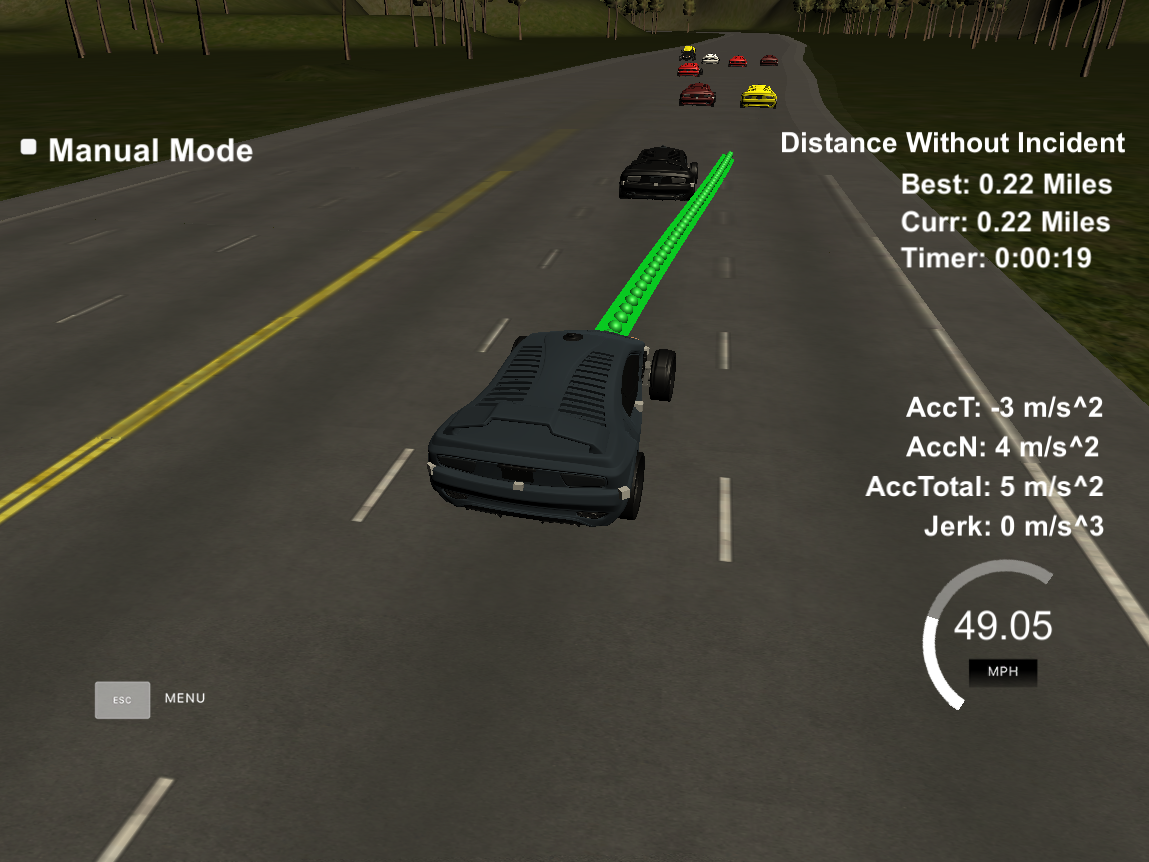 Manual Mode
Distance Without Incident
Best: 0.22 Miles
Curr: 0.22 Miles
Timer: 0:00:19
AccT: -3 m/s^2
AccN: 4 m/s^2
AccTotal: 5 m/s^2
Jerk: 0 m/s^3
49.05
MPH
ESC MENU